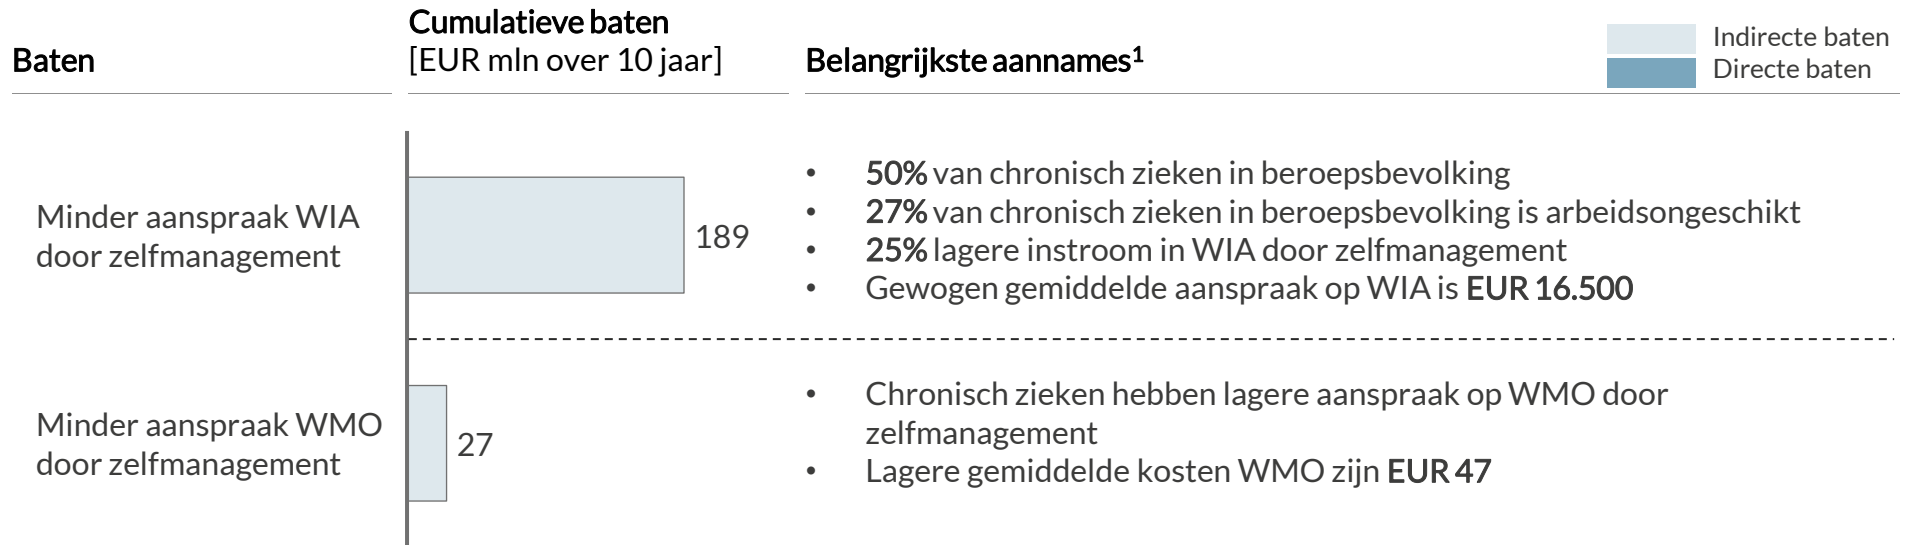 Baten
Cumulatieve baten
[EUR mln over 10 jaar]
Belangrijkste aannames¹
Indirecte baten
Directe baten
Minder aanspraak WIA
door zelfmanagement
189
• 50% van chronisch zieken in beroepsbevolking
• 27% van chronisch zieken in beroepsbevolking is arbeidsongeschikt
• 25% lagere instroom in WIA door zelfmanagement
• Gewogen gemiddelde aanspraak op WIA is EUR 16.500
Minder aanspraak WMO
door zelfmanagement
27
• Chronisch zieken hebben lagere aanspraak op WMO door
zelfmanagement
• Lagere gemiddelde kosten WMO zijn EUR 47